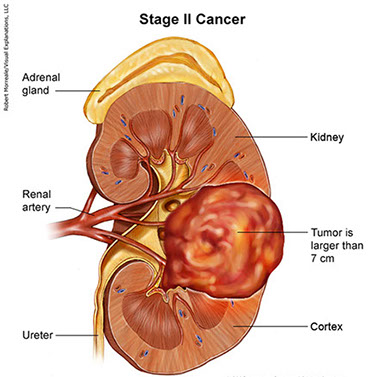 Stage II Cancer
Robert Morreale/Visual Explanations, LLC
Adrenal
gland
Kidney
Renal
artery
Tumor is
larger than
7 cm
Ureter
Cortex